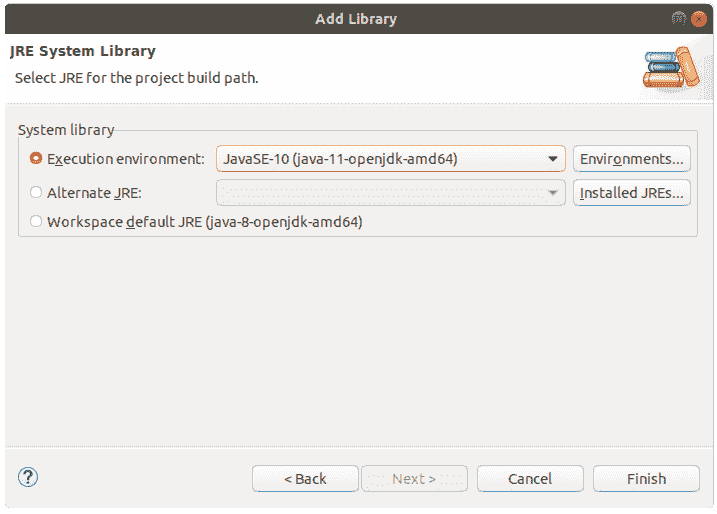 Add Library
JRE System Library
Select JRE for the project build path.
System library
Execution environment: JavaSE-10 (java-11-openjdk-amd64) Environments...
Alternate JRE: Installed JREs...
Workspace default JRE (java-8-openjdk-amd64)
? < Back Next > Cancel Finish